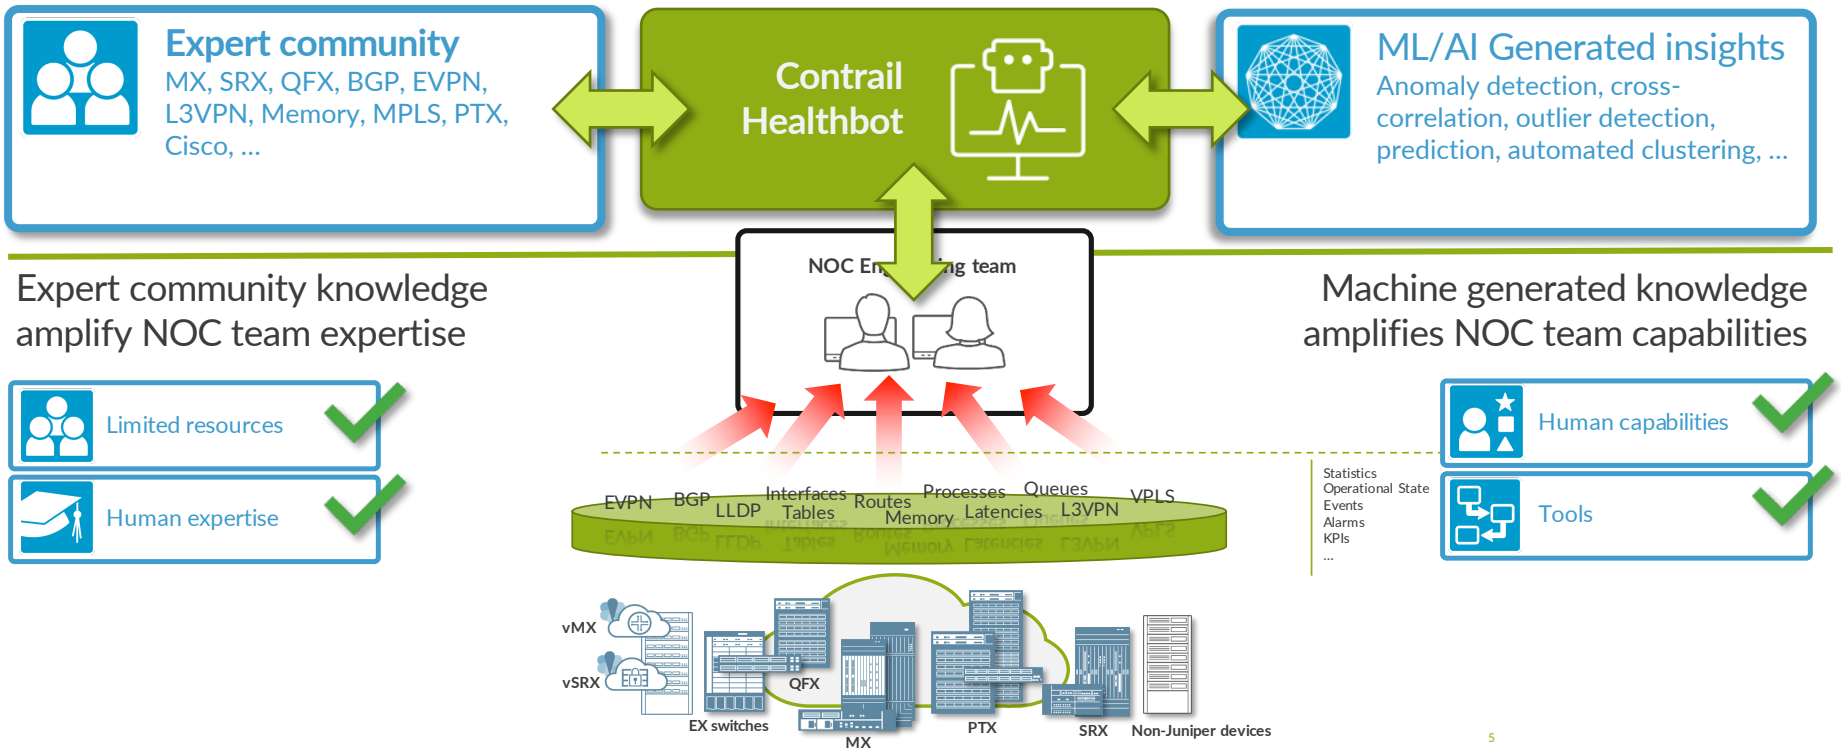 Expert community
MX, SRX, QFX, BGP, EVPN,
L3VPN, Memory, MPLS, PTX,
Cisco, ...
Contrail
Healthbot
ML/AI Generated insights
Anomaly detection, cross-
correlation, outlier detection,
prediction, automated clustering, ...
NOC En ng team
Expert community knowledge
amplify NOC team expertise
Machine generated knowledge
amplifies NOC team capabilities
Limited resources
Human expertise
Human capabilities
Tools
EVPN
BGP
LLDP
Interfaces
Tables
Routes
Memory
Processes
Latencies
Queues
L3VPN
VPLS
Statistics
Operational State
Events
Alarms
KPIs
...
vMX
vSRX
EX switches
QFX
MX
PTX
SRX
Non-Juniper devices
5